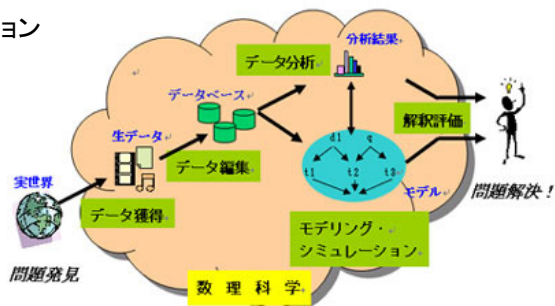 ョン
分析結果
データ分析
データベース
解釈評価
生データ
d1 q
データ編集
実世界
t1 t2 t3
モデル
問題解決！
データ獲得
モデリング・
シミュレーション
問題発見
数 理 科 学